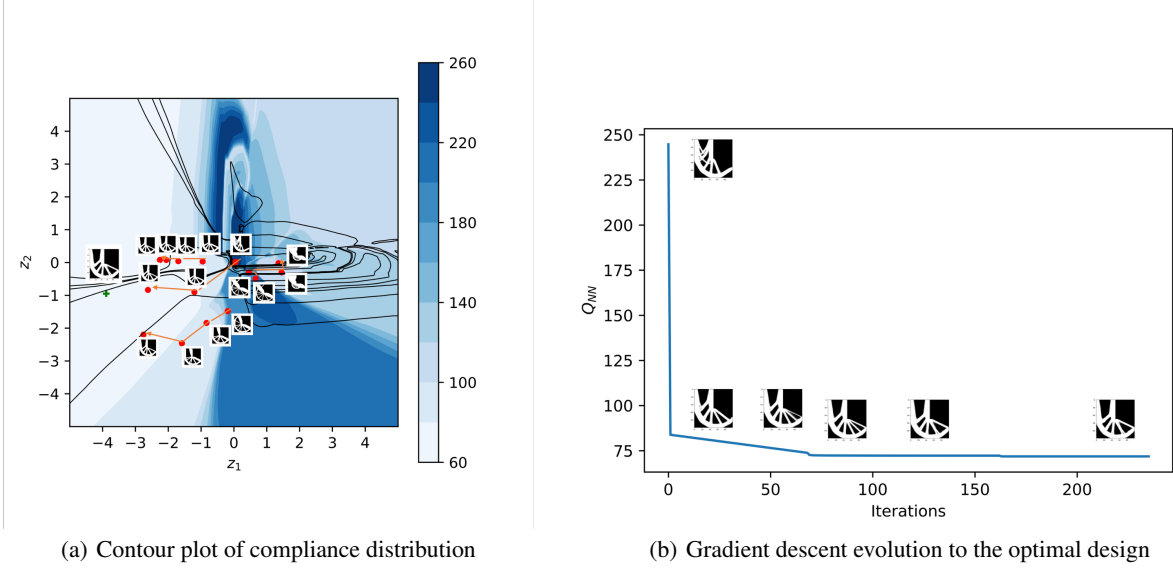 260
220
180
140
100
60
4
3
2
1
0
−1
−2
−3
−4
z2
−4 −3 −2 −1 0 1 2 3 4
z1
(a) Contour plot of compliance distribution
250
225
200
175
150
125
100
75
QNN
0 50 100 150 200
Iterations
(b) Gradient descent evolution to the optimal design